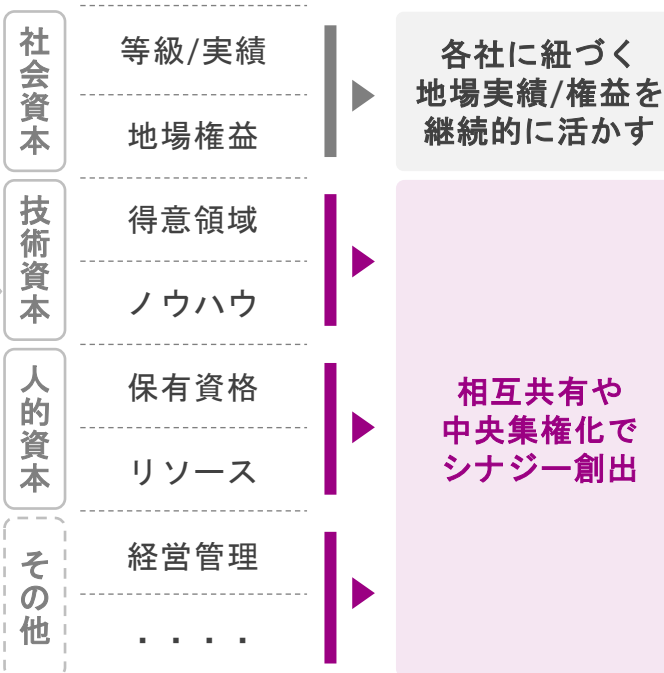 社会資本
等級/実績
地場権益
各社に紐づく
地場実績/権益を
継続的に活かす
技術資本
得意領域
ノウハウ
人的資本
保有資格
リソース
相互共有や
中央集権化で
シナジー創出
その他
経営管理
・・・・